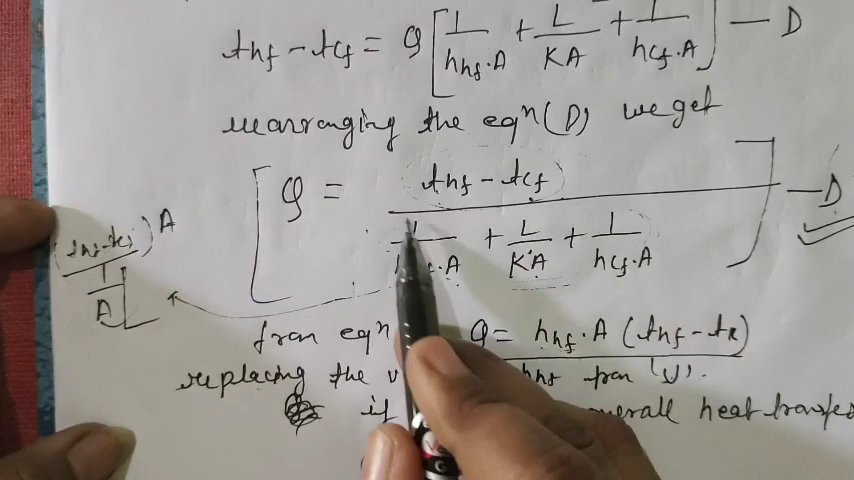 thf - tcf = Q [ 1/hhf.A + L/KA + 1/hcf.A ] — D
rearranging the eqⁿ (D) we get
[ Q = thf - tcf / + L/KA + 1/hcf.A ] — D
A
A
from eqⁿ Q = hhf.A (thf - t
replacing the hhf from (U).
if overall heat transfer